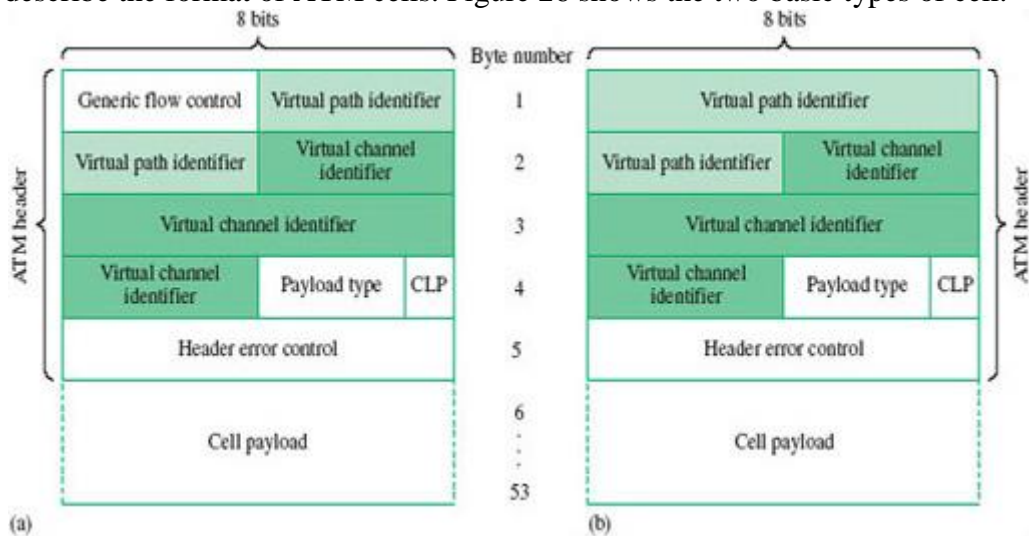 describe the format of ATM cells. Figure 28 shows the two basic types of cell.
8 bits
Byte number
8 bits
ATM header
Generic flow control
Virtual path identifier
1
Virtual path identifier
Virtual path identifier
Virtual channel
identifier
2
Virtual path identifier
Virtual channel
identifier
Virtual channel identifier
3
Virtual channel identifier
Virtual channel
identifier
Payload type
CLP
4
Virtual channel
identifier
Payload type
CLP
Header error control
5
Header error control
ATM header
Cell payload
6
.
.
.
53
(a)
(b)